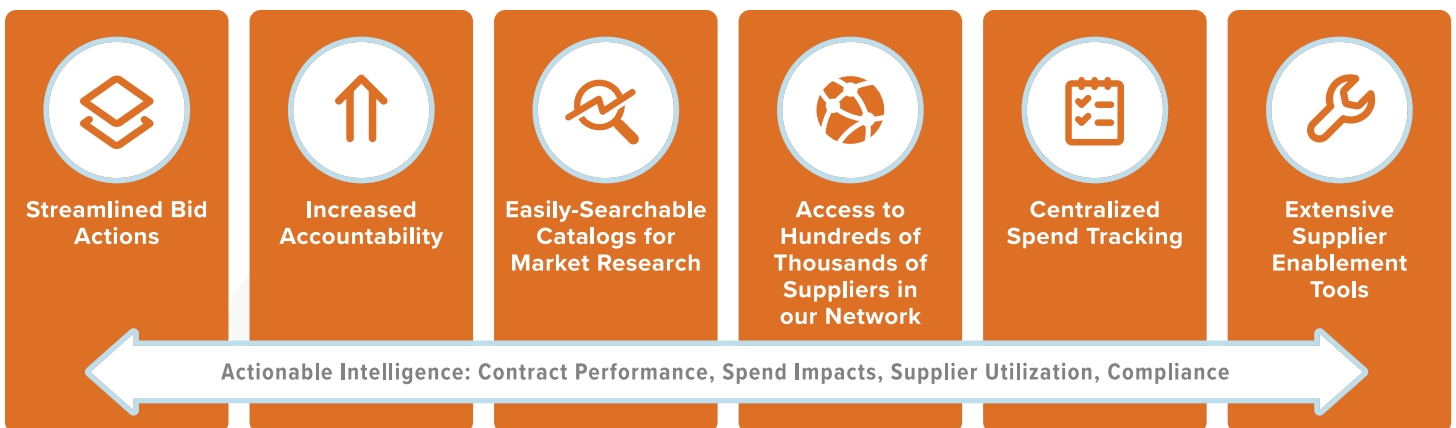 Streamlined Bid
Actions
Increased
Accountability
Easily-Searchable
Catalogs for
Market Research
Access to
Hundreds of
Thousands of
Suppliers in
our Network
Centralized
Spend Tracking
Extensive
Supplier
Enablement
Tools
Actionable Intelligence: Contract Performance, Spend Impacts, Supplier Utilization, Compliance